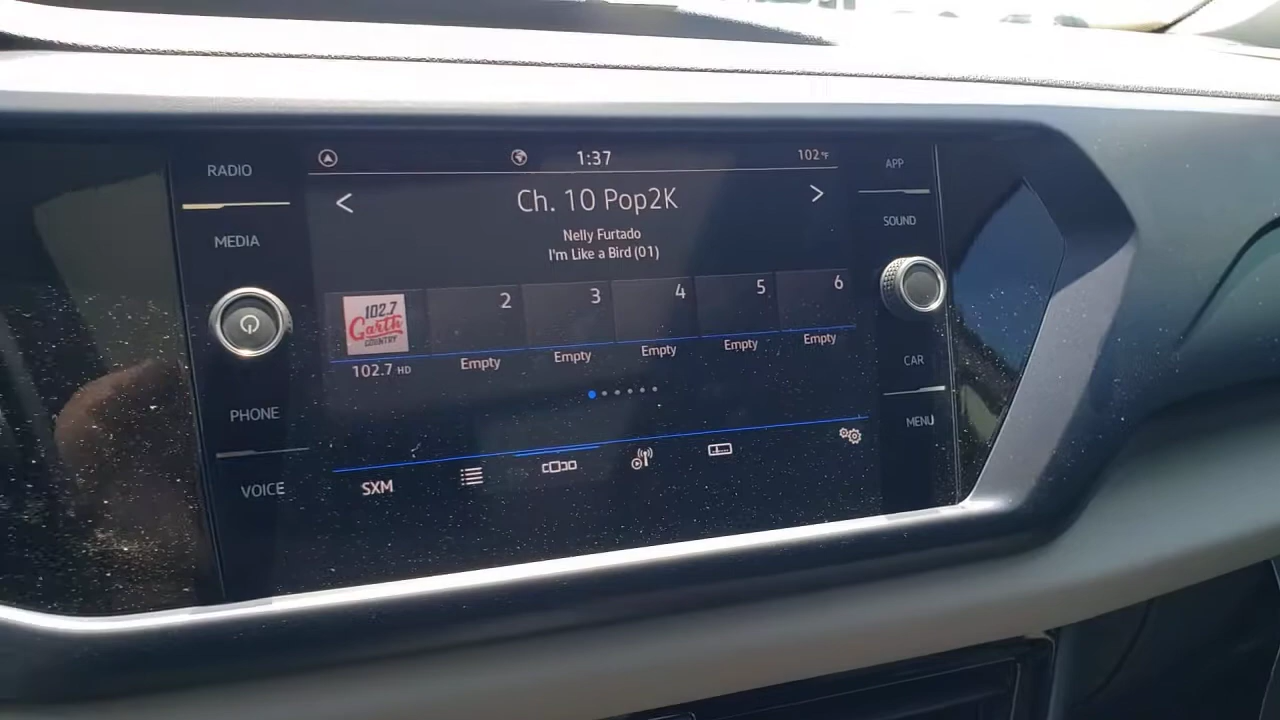 RADIO
MEDIA
PHONE
VOICE
1:37
102°F
< Ch. 10 Pop2K >
Nelly Furtado
I'm Like a Bird (01)
102.7
Garth
COUNTRY
2
3
4
5
6
102.7 HD
Empty
Empty
Empty
Empty
Empty
SXM
APP
SOUND
CAR
MENU